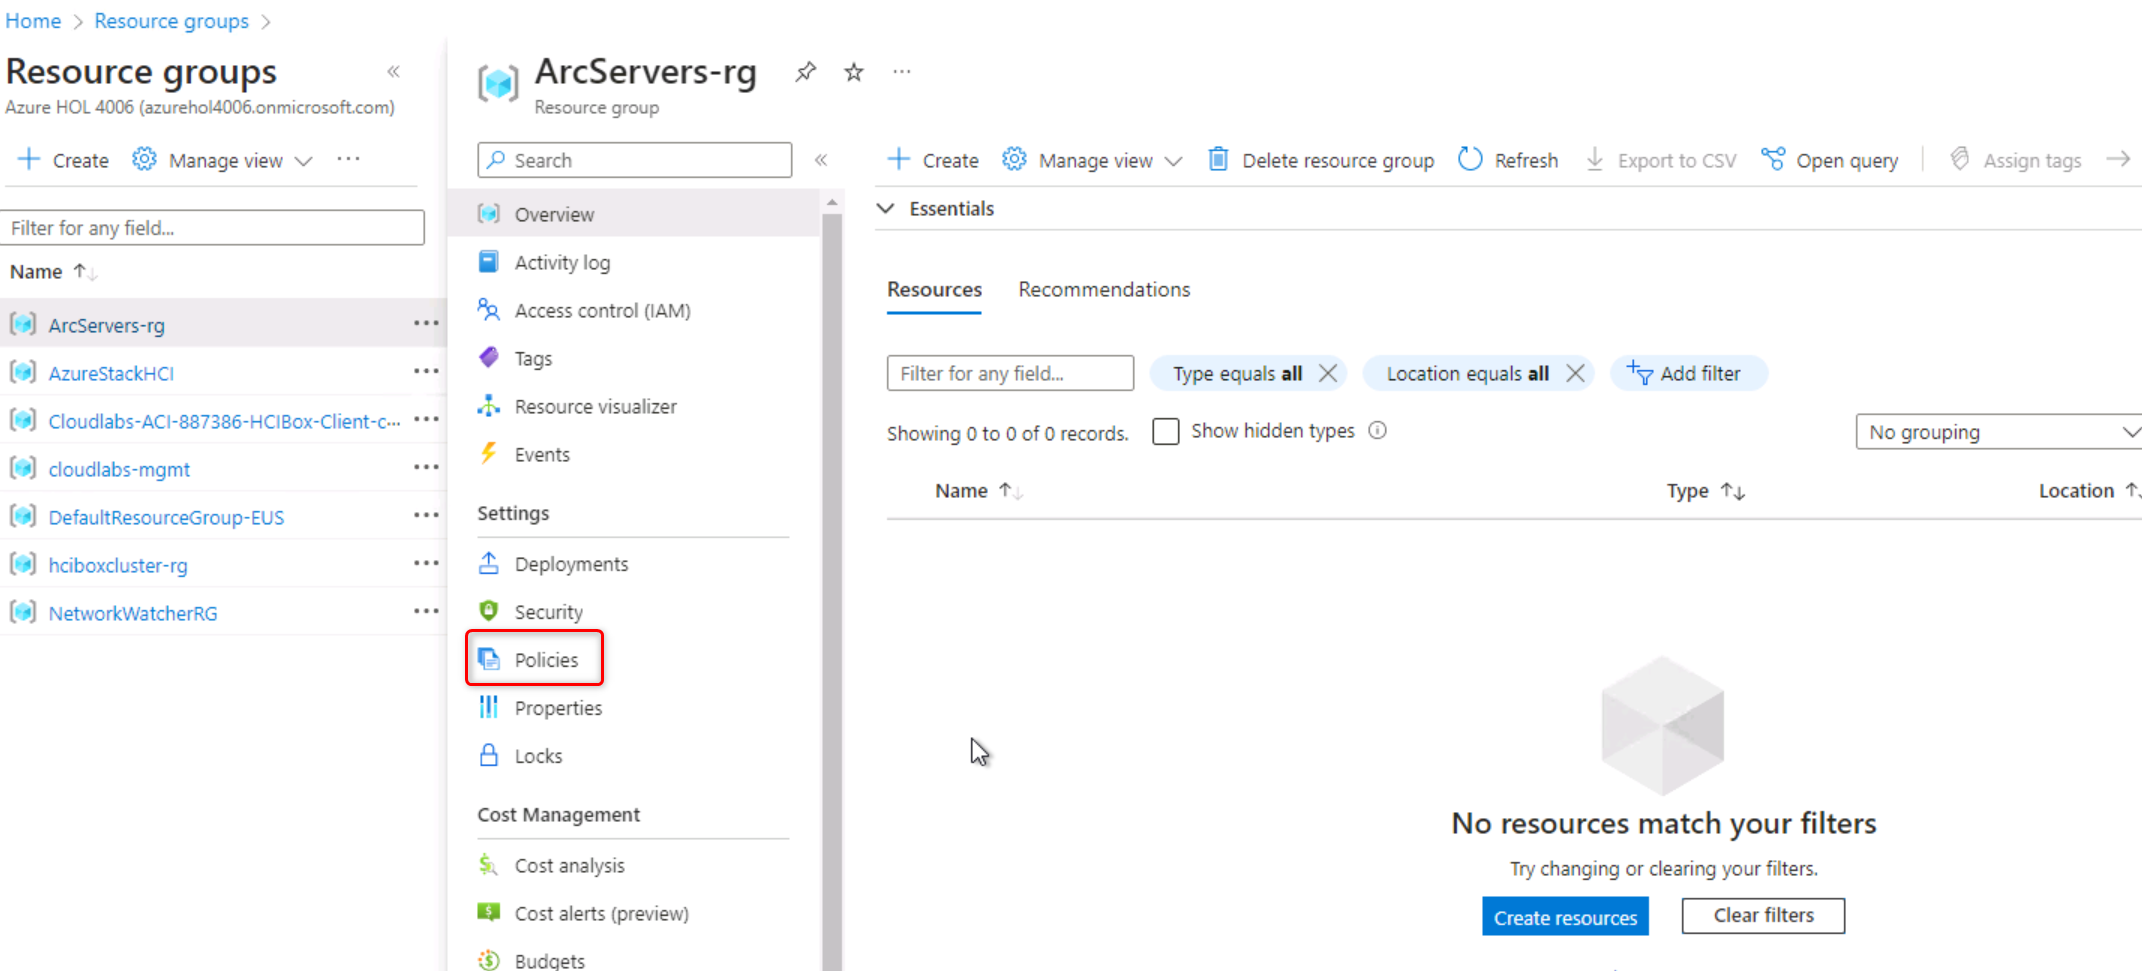 Home > Resource groups >
Resource groups
Azure HOL 4006 (azurehol4006.onmicrosoft.com)
Create Manage view ...
Filter for any field...
Name
ArcServers-rg
AzureStackHCI
Cloudlabs-ACI-887386-HCIBox-Client-c...
cloudlabs-mgmt
DefaultResourceGroup-EUS
hciboxcluster-rg
NetworkWatcherRG
ArcServers-rg
Resource group
Search
Overview
Activity log
Access control (IAM)
Tags
Resource visualizer
Events
Settings
Deployments
Security
Policies
Properties
Locks
Cost Management
Cost analysis
Cost alerts (preview)
Budgets
Create Manage view Delete resource group Refresh Export to CSV Open query Assign tags
Essentials
Resources Recommendations
Filter for any field... Type equals all Location equals all Add filter
Showing 0 to 0 of 0 records. Show hidden types No grouping
Name Type Location
No resources match your filters
Try changing or clearing your filters.
Create resources Clear filters